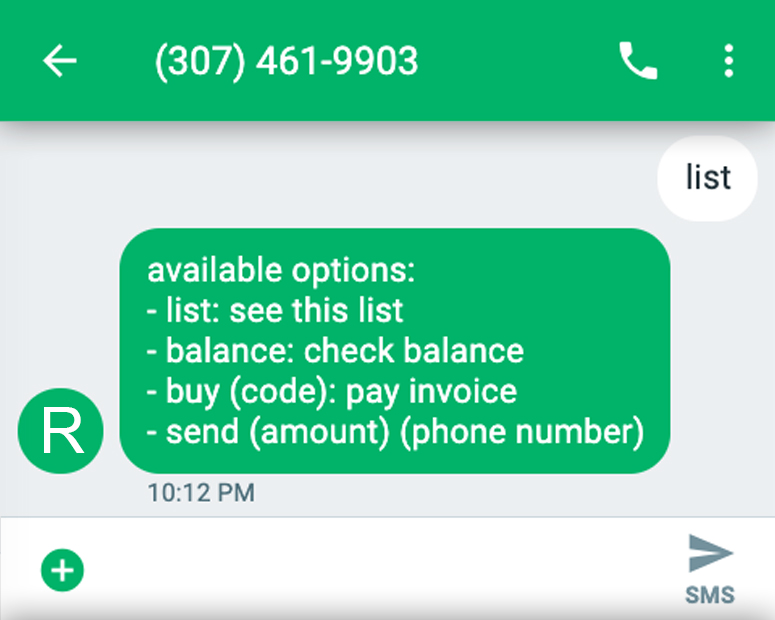 (307) 461-9903
list
available options:
- list: see this list
- balance: check balance
- buy (code): pay invoice
- send (amount) (phone number)
R
10:12 PM
SMS